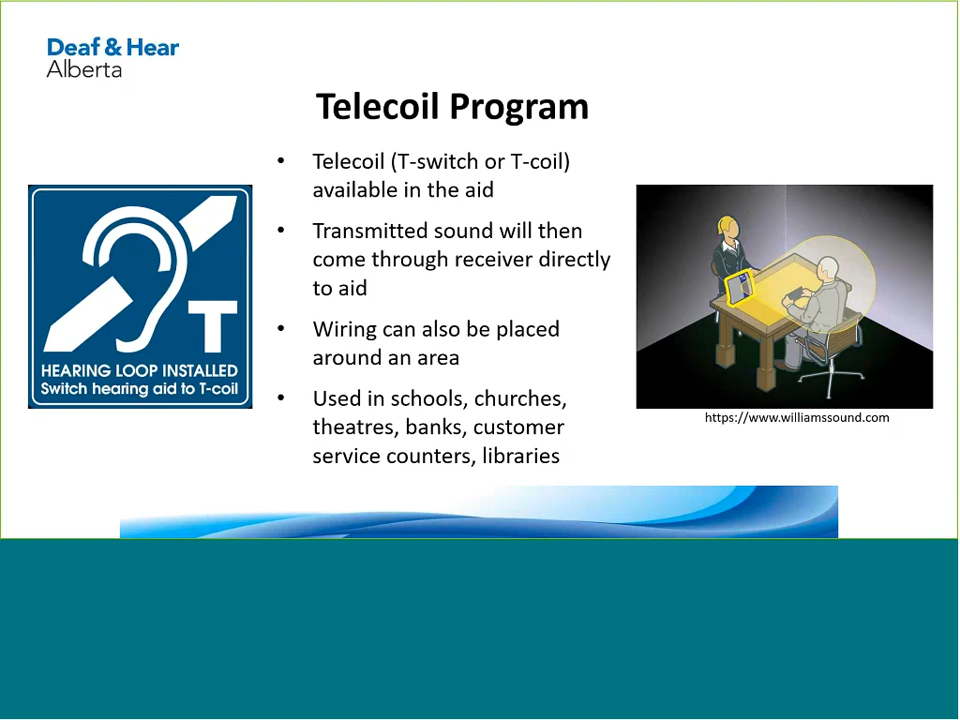 Deaf & Hear
Alberta
Telecoil Program
• Telecoil (T-switch or T-coil)
available in the aid
• Transmitted sound will then
come through receiver directly
to aid
• Wiring can also be placed
around an area
• Used in schools, churches,
theatres, banks, customer
service counters, libraries
T
HEARING LOOP INSTALLED
Switch hearing aid to T-coil
https://www.williamssound.com